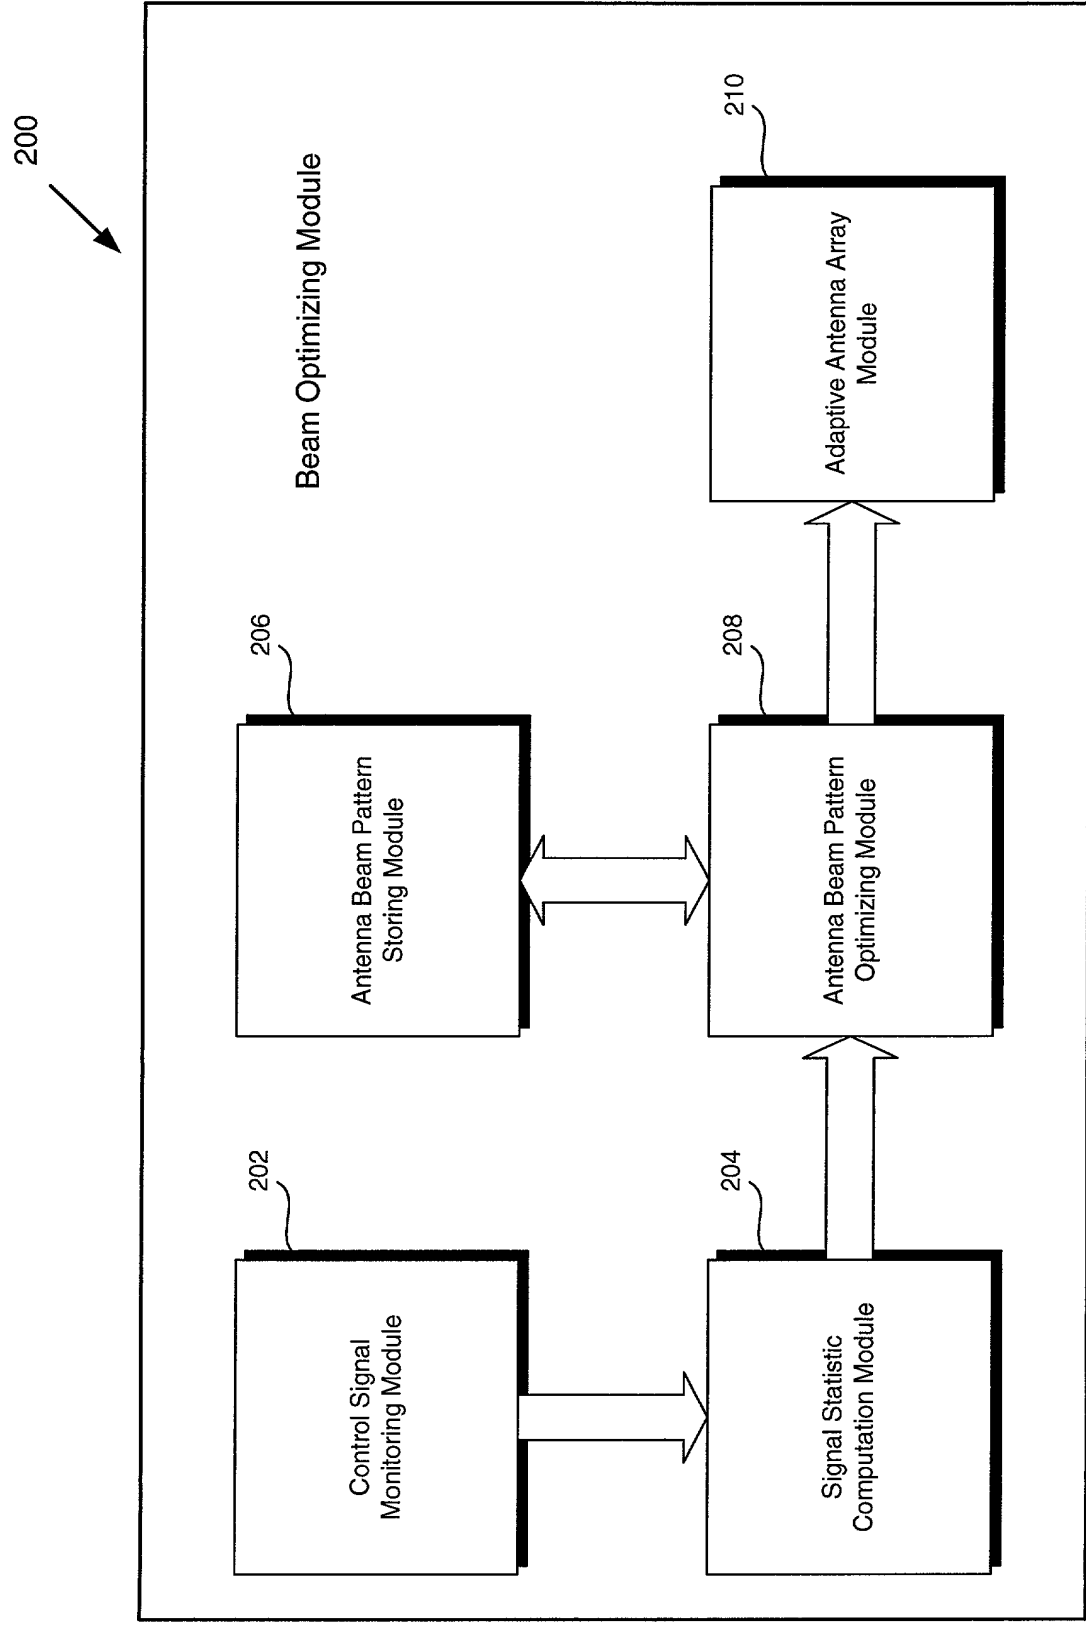 200
Beam Optimizing Module
202
Control Signal
Monitoring Module
206
Antenna Beam Pattern
Storing Module
204
Signal Statistic
Computation Module
208
Antenna Beam Pattern
Optimizing Module
210
Adaptive Antenna Array
Module